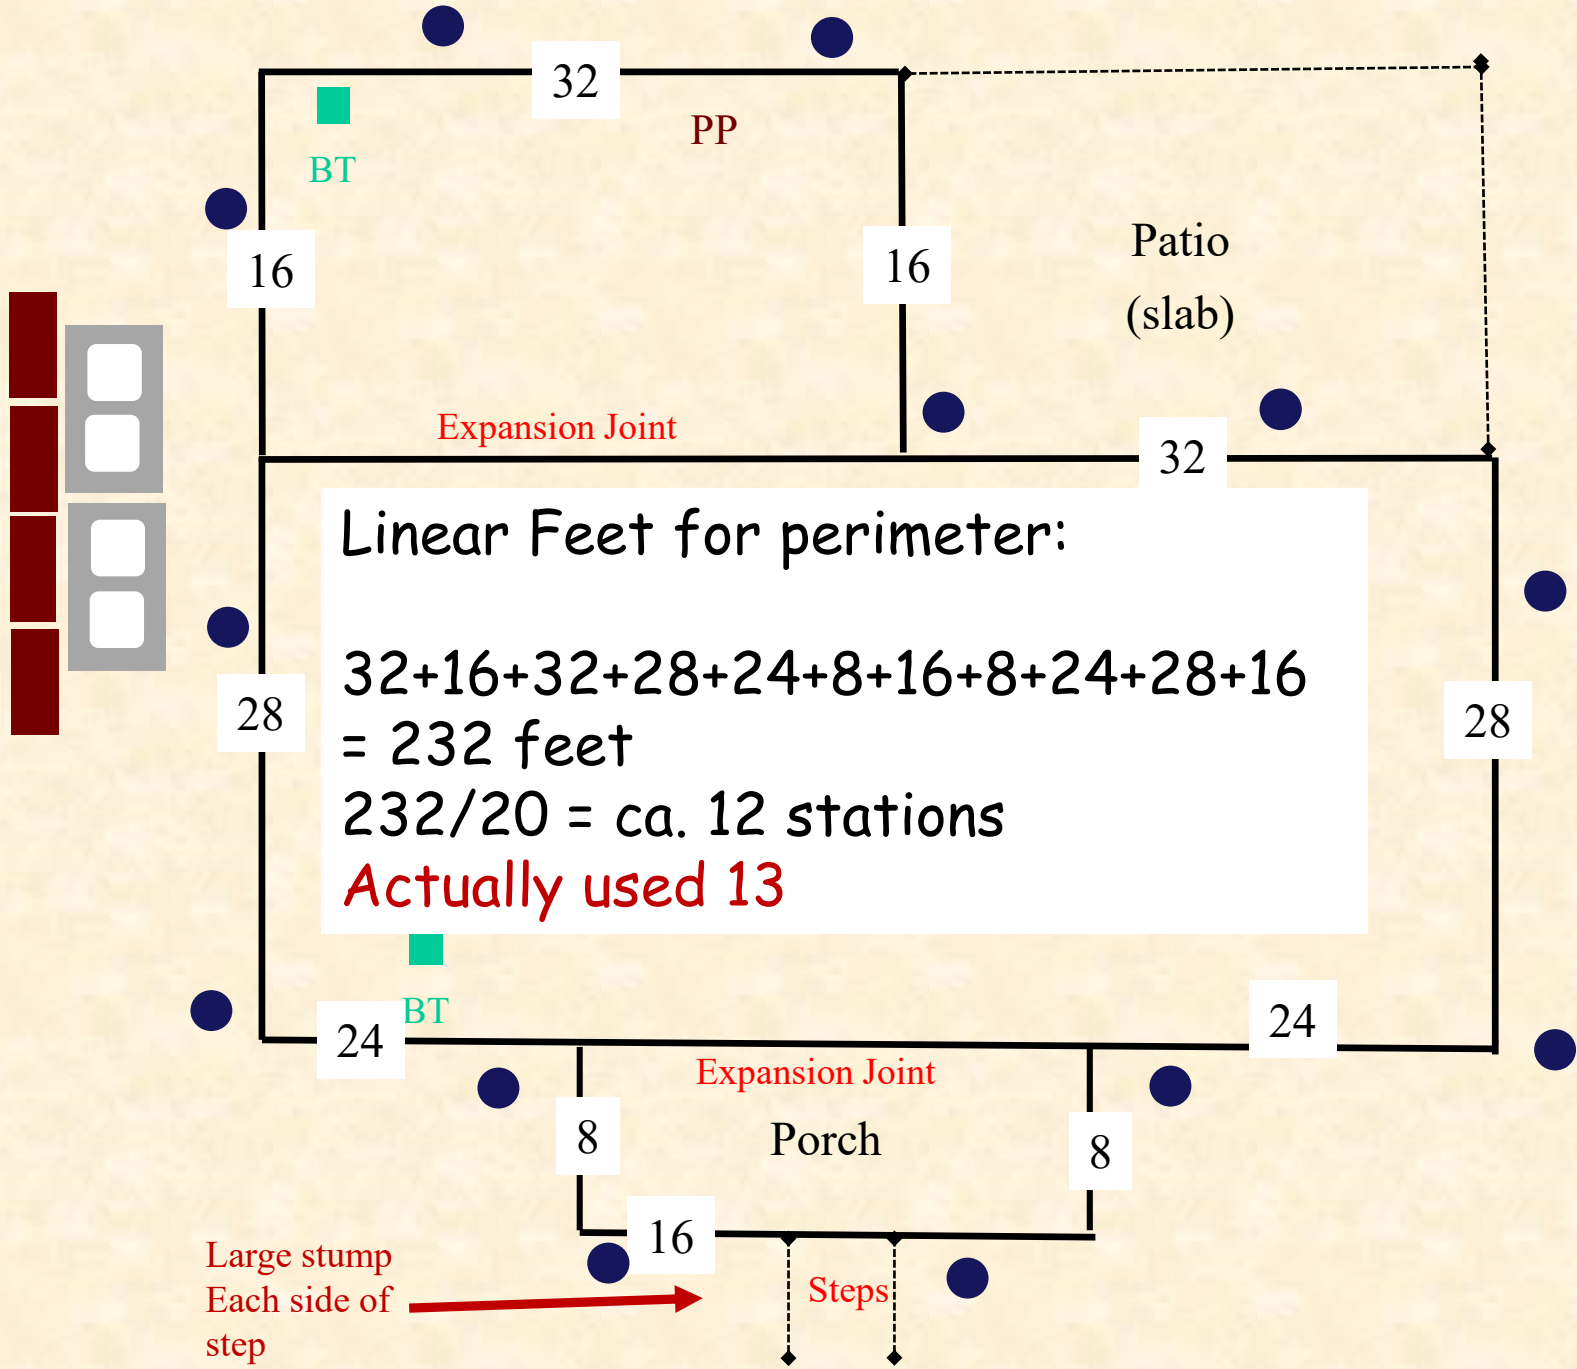 32
PP
BT
16
16
Patio
(slab)
Expansion Joint
32
Linear Feet for perimeter:
32+16+32+28+24+8+16+8+24+28+16
= 232 feet
232/20 = ca. 12 stations
Actually used 13
28
28
BT
24
24
Expansion Joint
8
Porch
8
16
Large stump
Each side of
step
Steps